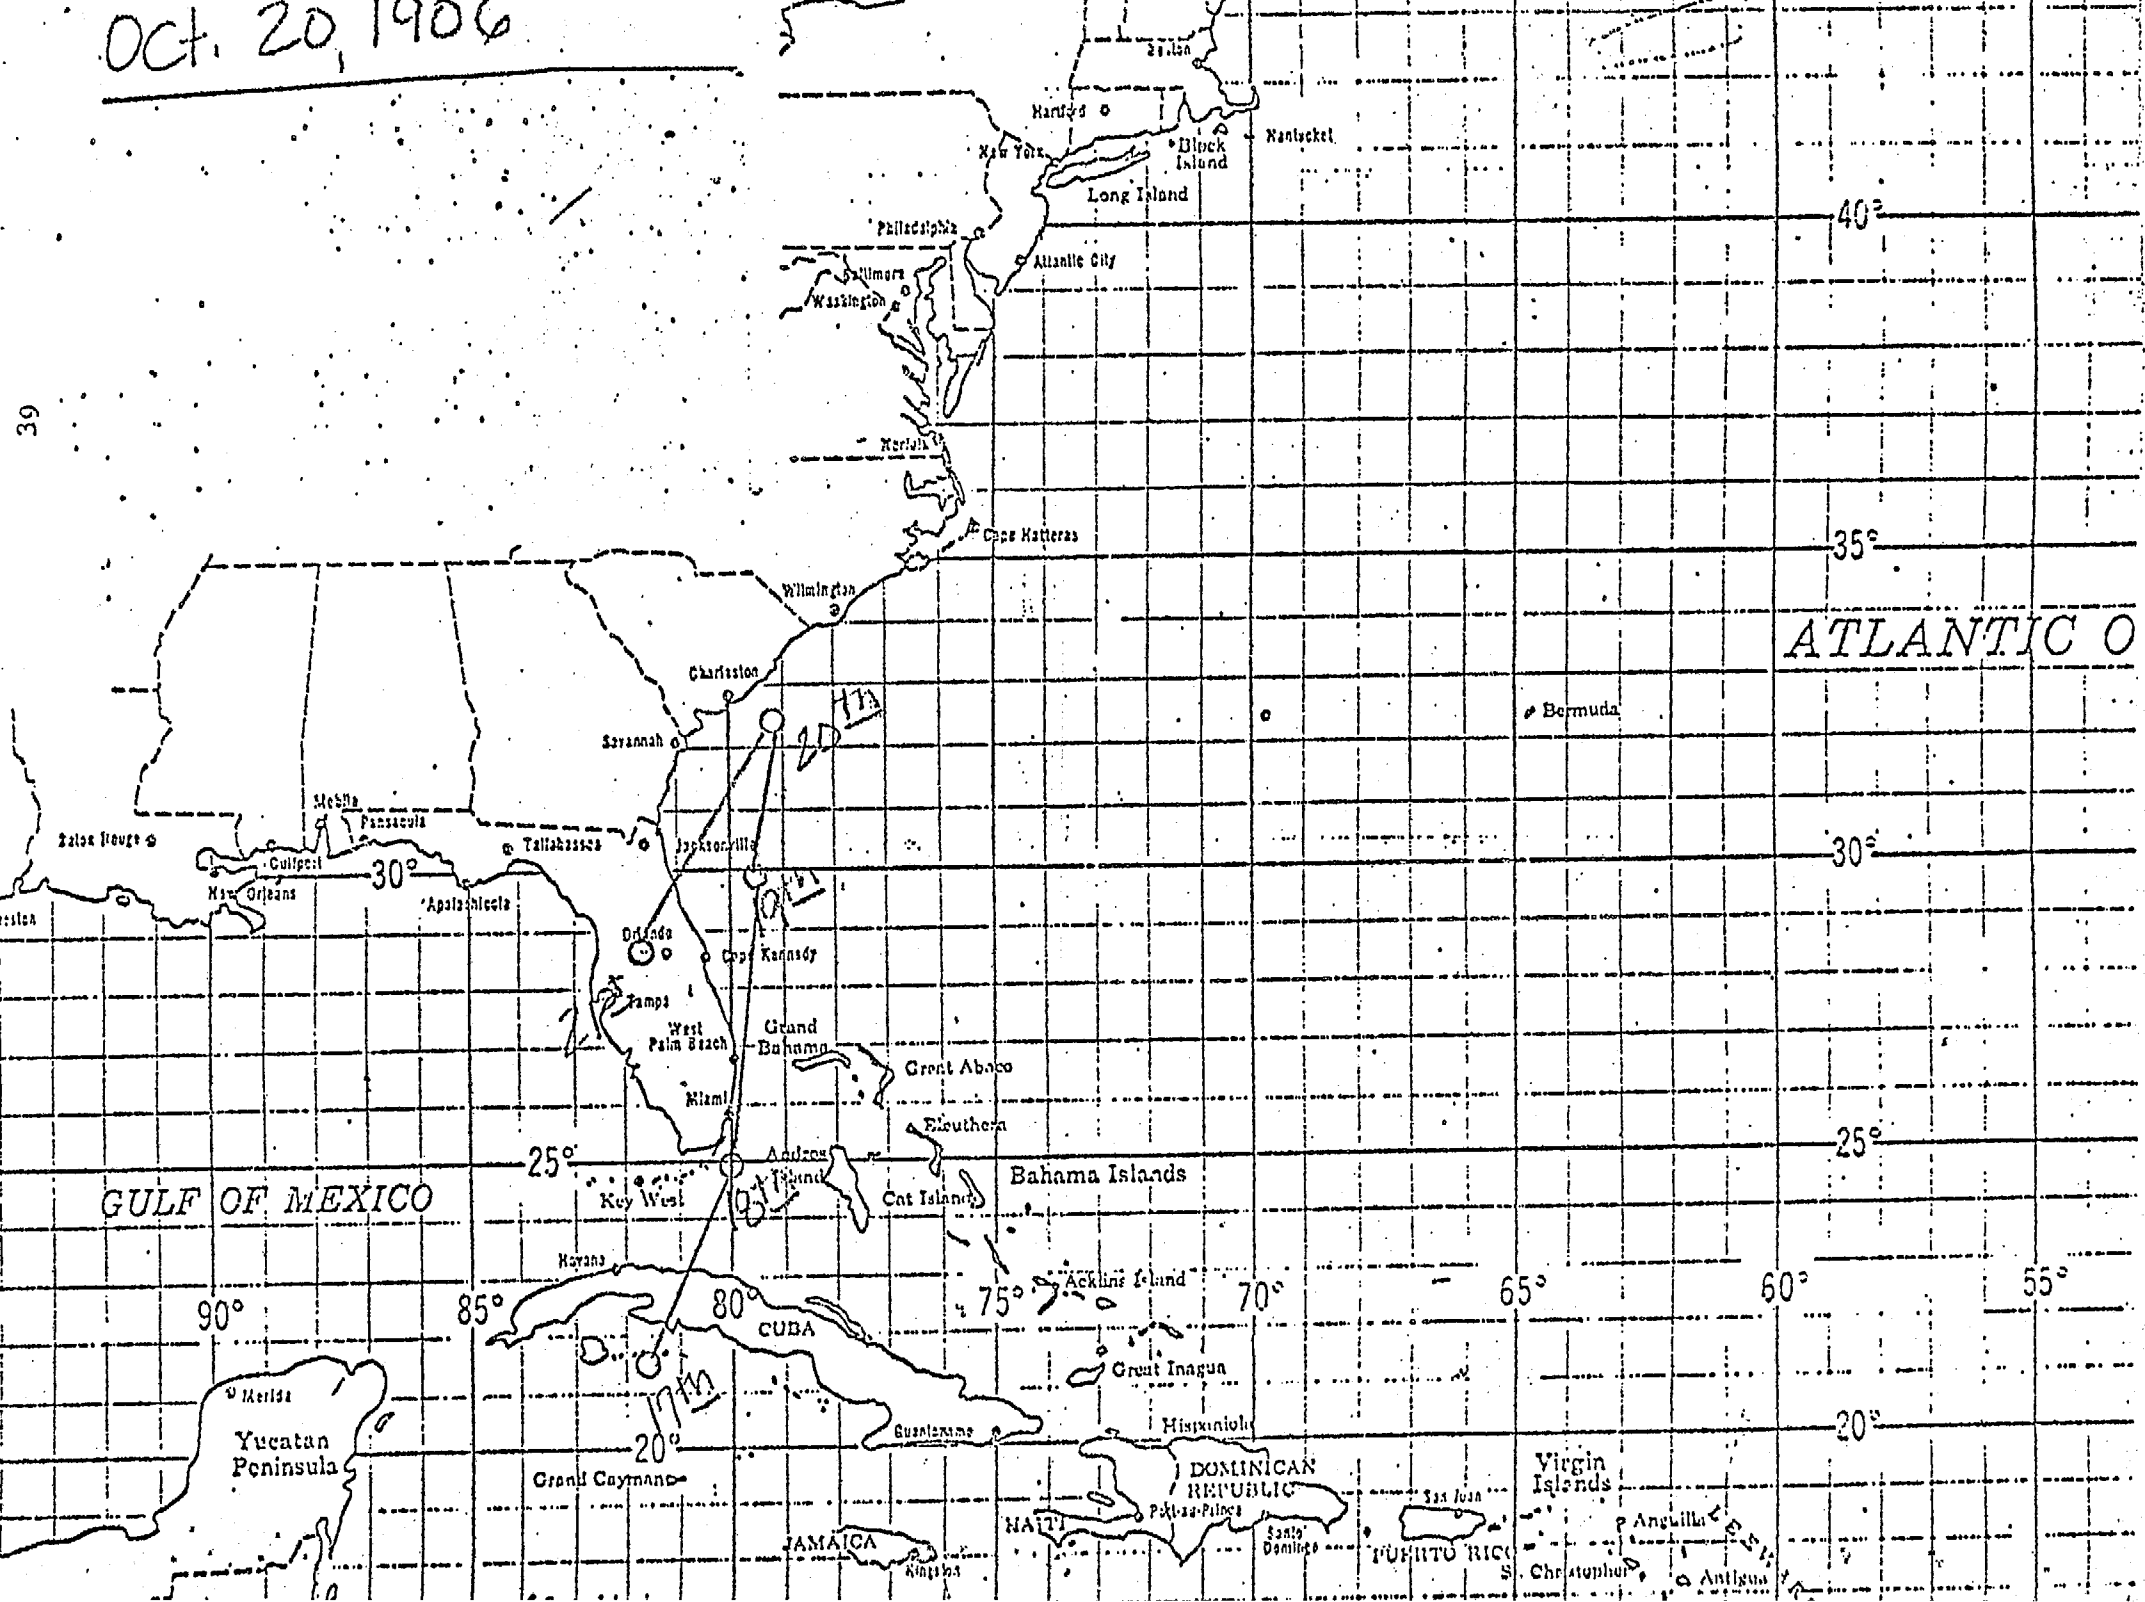 Oct. 20, 1906
Boston
Hartford
Nantucket
New York
Block
Island
Long Island
40°
Philadelphia
Atlantic City
Baltimore
Washington
39
Norfolk
Cape Hatteras
35°
Wilmington
ATLANTIC O
Charleston
20TH
Bermuda
Savannah
Mobile
Pensacola
Baton Rouge
Tallahassee
Jacksonville
30°
Gulfport
30°
New Orleans
Apalachicola
Orlando
Cape Kennedy
Tampa
West
Palm Beach
Grand
Bahama
Great Abaco
Miami
Eleuthera
25°
25°
Andros
Island
Bahama Islands
GULF OF MEXICO
Key West
Cat Island
Havana
Acklins Island
90°
85°
80°
75°
70°
65°
60°
55°
CUBA
Great Inagua
Merida
17TH
Guantanamo
Hispaniola
20°
20°
Yucatan
Peninsula
Grand Cayman
DOMINICAN
REPUBLIC
Virgin
Islands
San Juan
HAITI
Port-au-Prince
Santo
Domingo
Anguilla
JAMAICA
Kingston
PUERTO RICO
St. Christopher
Antigua